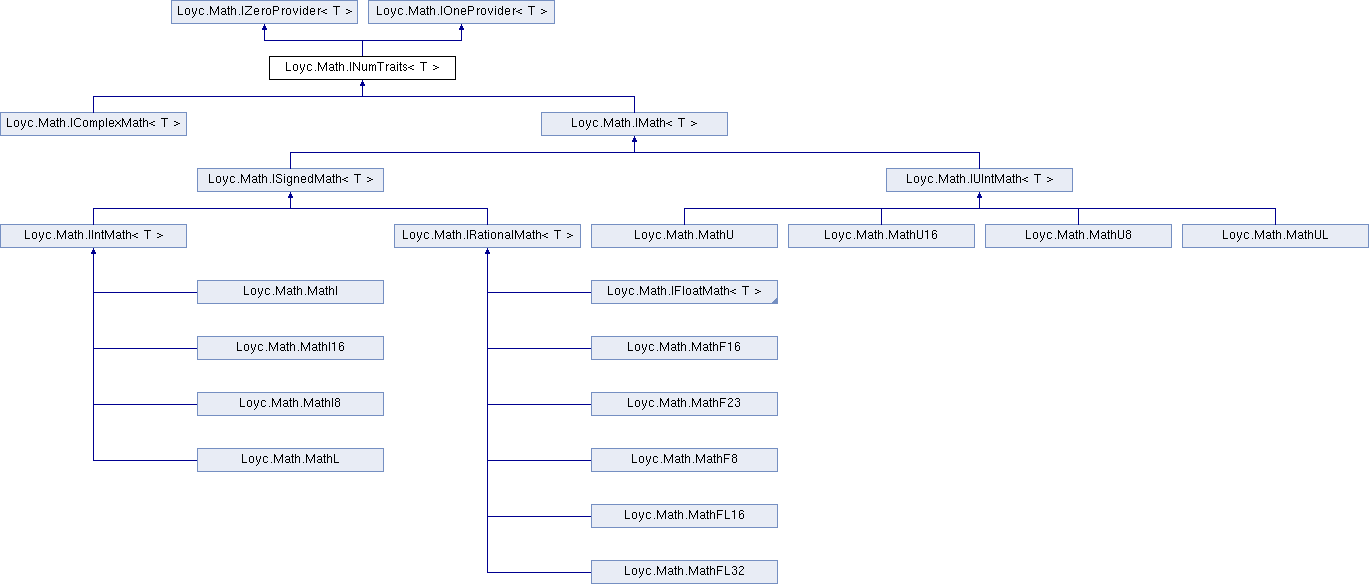 Loyc.Math.IZeroProvider< T >
Loyc.Math.IOneProvider< T >
Loyc.Math.INumTraits< T >
Loyc.Math.IComplexMath< T >
Loyc.Math.IMath< T >
Loyc.Math.ISignedMath< T >
Loyc.Math.IUIntMath< T >
Loyc.Math.IIntMath< T >
Loyc.Math.IRationalMath< T >
Loyc.Math.MathU
Loyc.Math.MathU16
Loyc.Math.MathU8
Loyc.Math.MathUL
Loyc.Math.MathI
Loyc.Math.IFloatMath< T >
Loyc.Math.MathI16
Loyc.Math.MathF16
Loyc.Math.MathI8
Loyc.Math.MathF23
Loyc.Math.MathL
Loyc.Math.MathF8
Loyc.Math.MathFL16
Loyc.Math.MathFL32